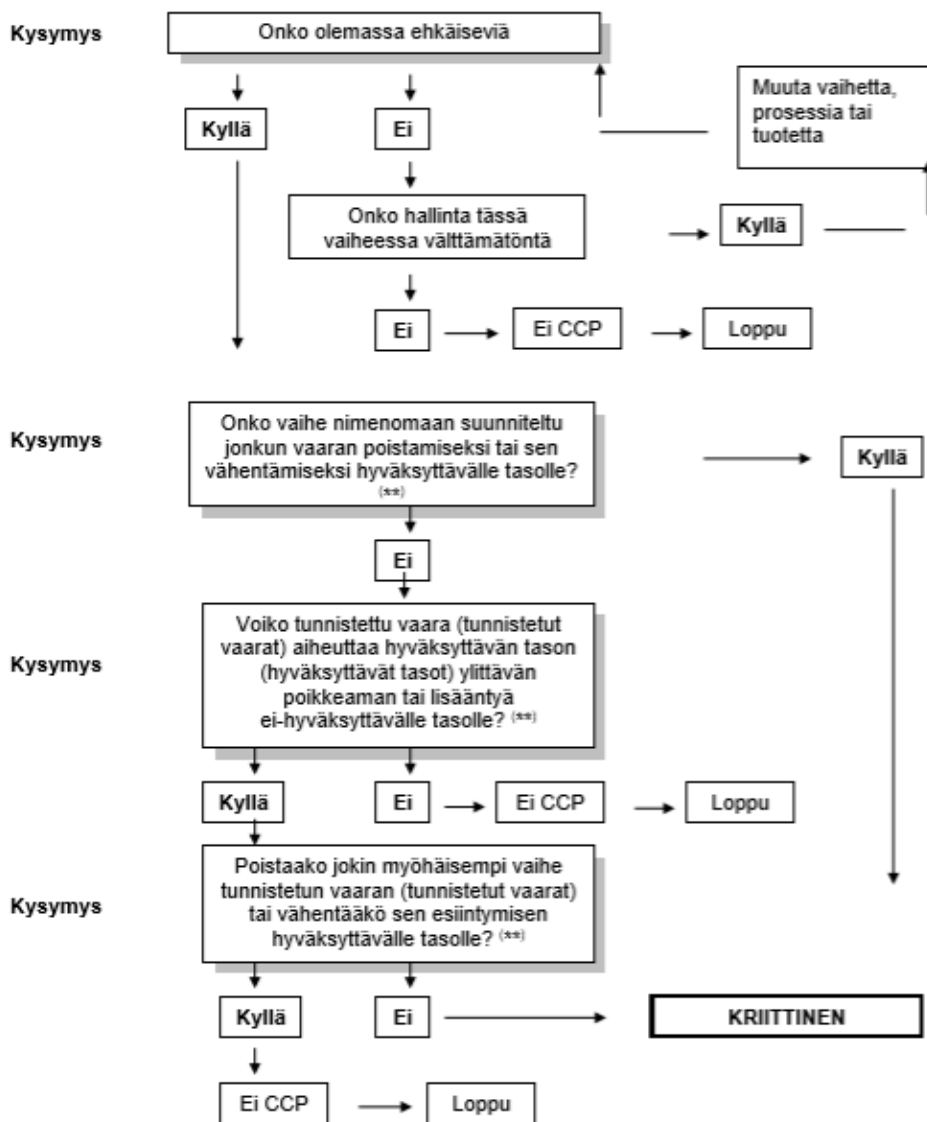 Kysymys
Onko olemassa ehkäiseviä
Muuta vaihetta,
prosessia tai
tuotetta
Kyllä
Ei
Onko hallinta tässä
vaiheessa välttämätöntä
Kyllä
Ei
Ei CCP
Loppu
Kysymys
Onko vaihe nimenomaan suunniteltu
jonkun vaaran poistamiseksi tai sen
vähentämiseksi hyväksyttävälle tasolle?
(**)
Kyllä
Ei
Kysymys
Voiko tunnistettu vaara (tunnistetut
vaarat) aiheuttaa hyväksyttävän tason
(hyväksyttävät tasot) ylittävän
poikkeaman tai lisääntyä
ei-hyväksyttävälle tasolle? (**)
Kyllä
Ei
Ei CCP
Loppu
Kysymys
Poistaako jokin myöhäisempi vaihe
tunnistetun vaaran (tunnistetut vaarat)
tai vähentääkö sen esiintymisen
hyväksyttävälle tasolle? (**)
Kyllä
Ei
KRIITTINEN
Ei CCP
Loppu